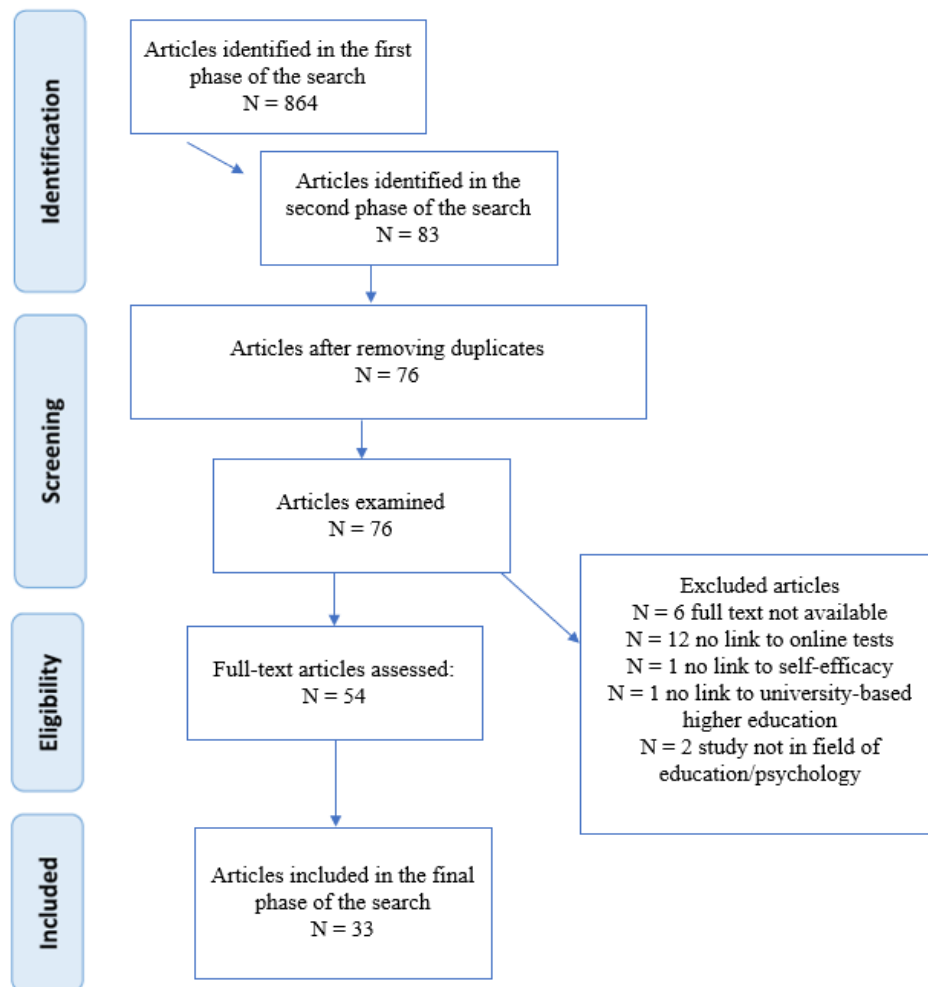 Identification
Articles identified in the first
phase of the search
N = 864
Articles identified in the
second phase of the search
N = 83
Screening
Articles after removing duplicates
N = 76
Articles examined
N = 76
Excluded articles
N = 6 full text not available
N = 12 no link to online tests
N = 1 no link to self-efficacy
N = 1 no link to university-based
higher education
N = 2 study not in field of
education/psychology
Eligibility
Full-text articles assessed:
N = 54
Included
Articles included in the final
phase of the search
N = 33